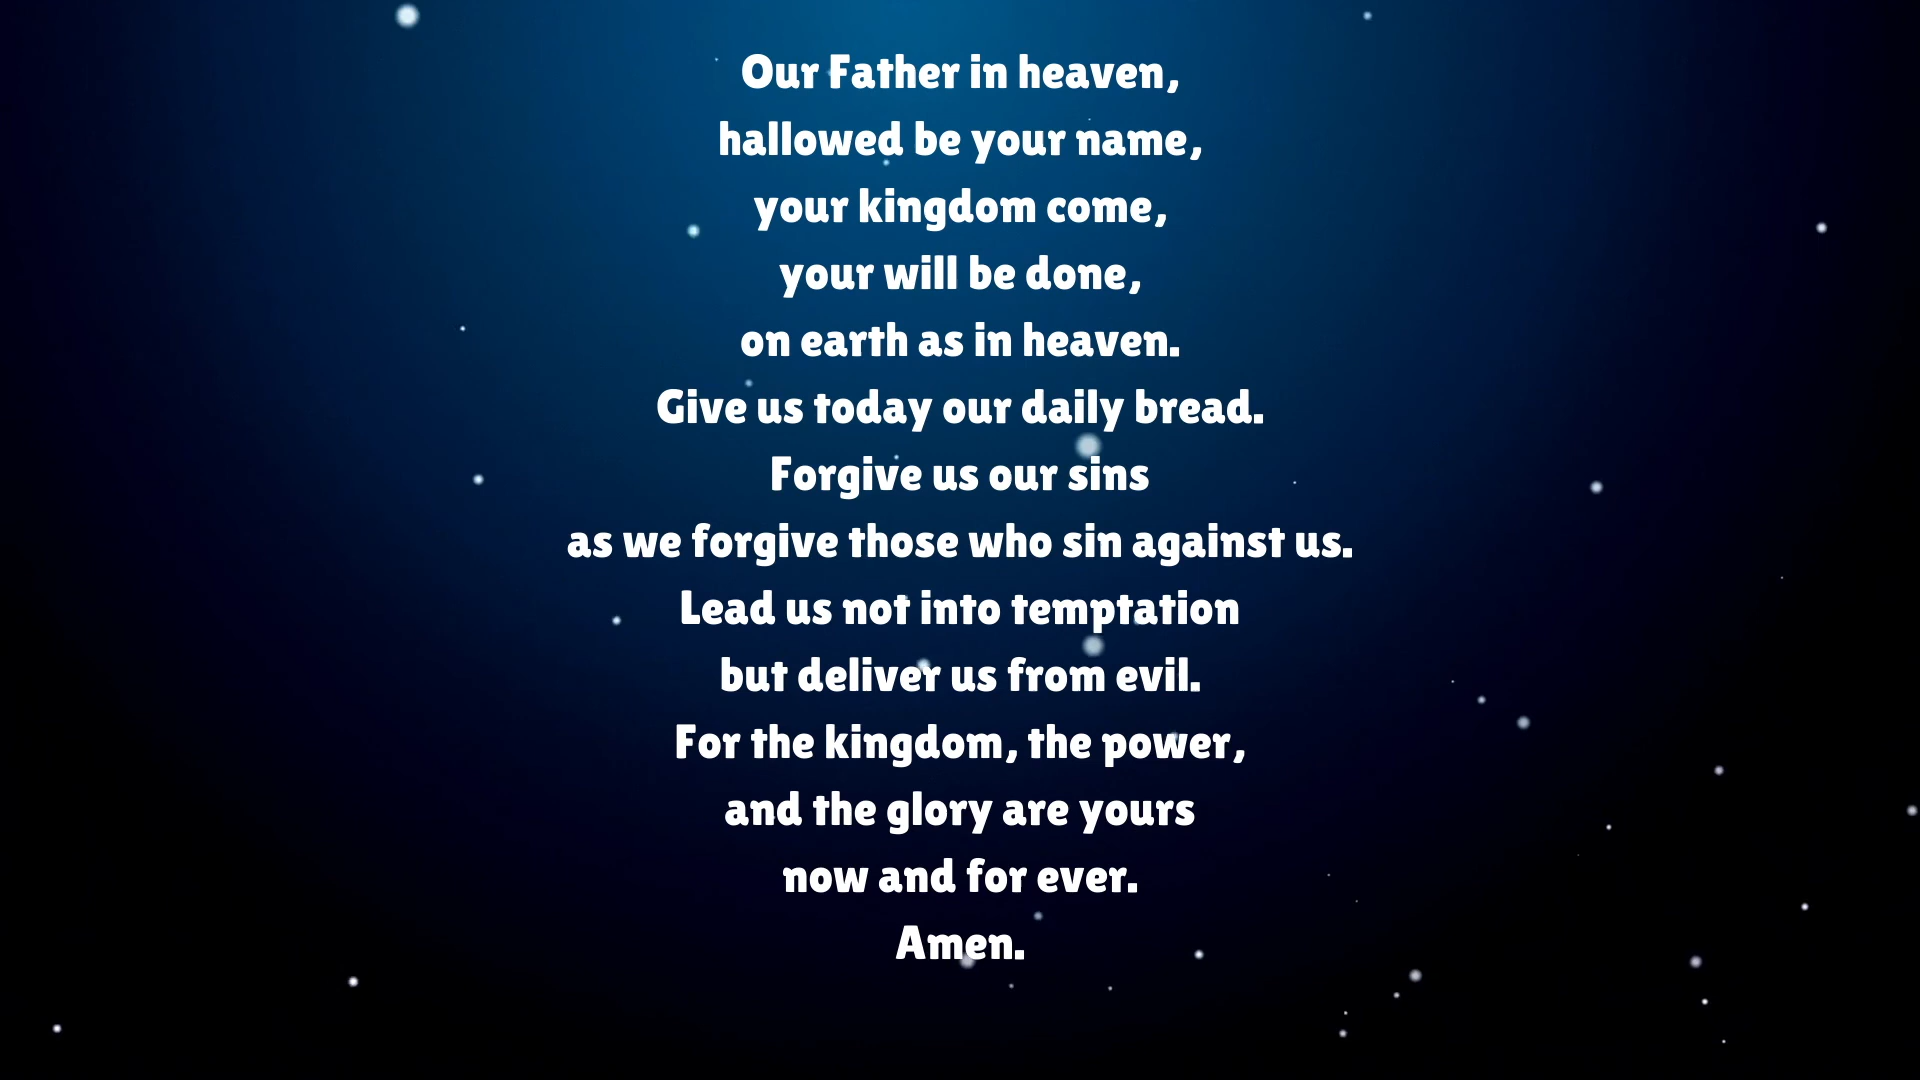 Our Father in heaven,
hallowed be your name,
your kingdom come,
your will be done,
on earth as in heaven.
Give us today our daily bread.
Forgive us our sins
as we forgive those who sin against us.
Lead us not into temptation
but deliver us from evil.
For the kingdom, the power,
and the glory are yours
now and for ever.
Amen.